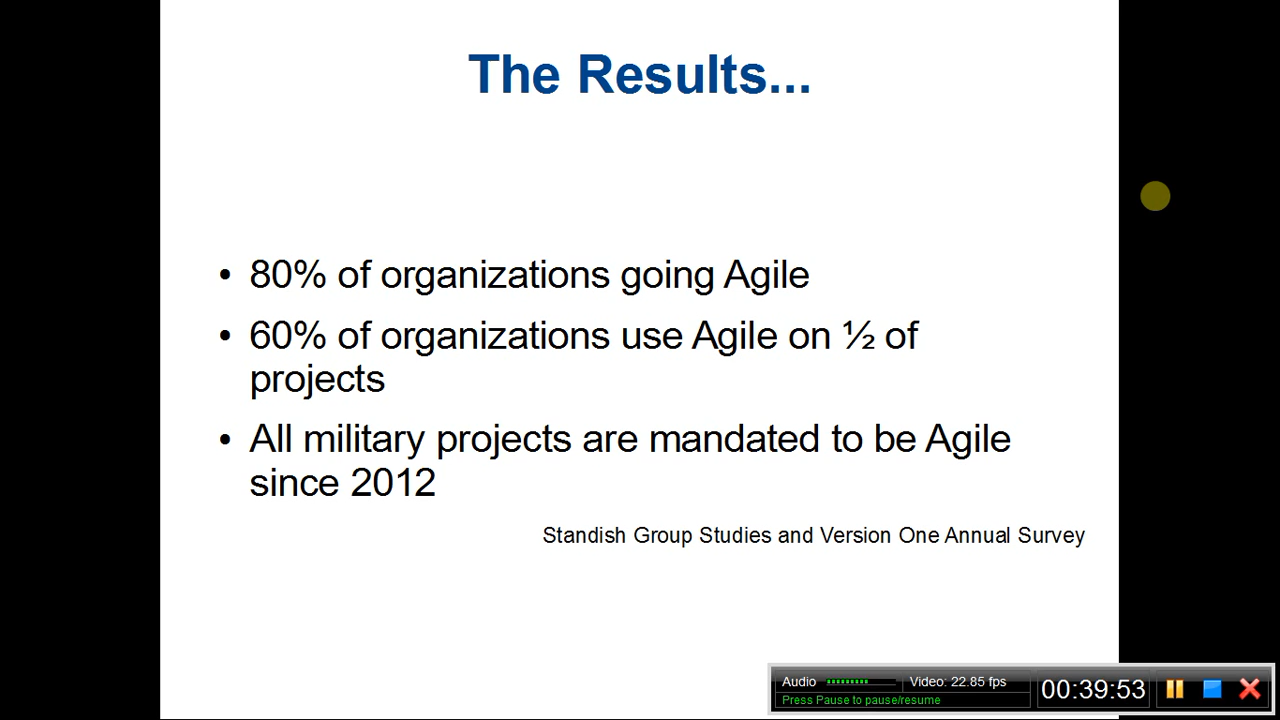 The Results...
• 80% of organizations going Agile
• 60% of organizations use Agile on ½ of
projects
• All military projects are mandated to be Agile
since 2012
Standish Group Studies and Version One Annual Survey
Audio
Video: 22.85 fps
Press Pause to pause/resume
00:39:53